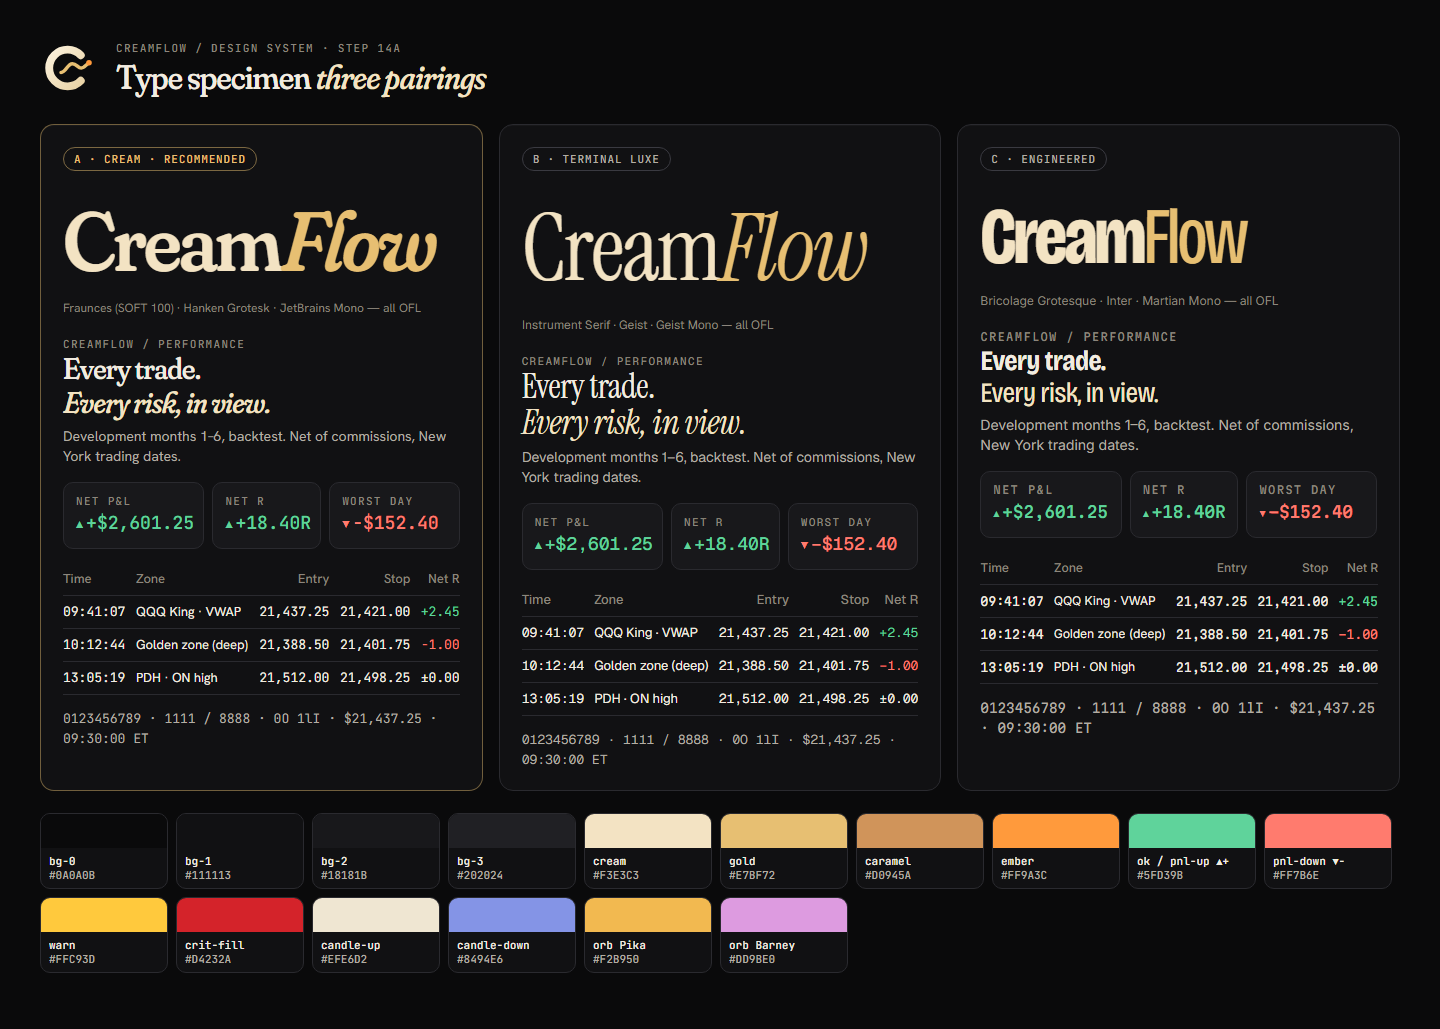 CREAMFLOW / DESIGN SYSTEM · STEP 14A
Type specimen three pairings
A · CREAM · RECOMMENDED
CreamFlow
Fraunces (SOFT 100) · Hanken Grotesk · JetBrains Mono — all OFL
CREAMFLOW / PERFORMANCE
Every trade.
Every risk, in view.
Development months 1–6, backtest. Net of commissions, New
York trading dates.
NET P&L NET R WORST DAY
▲+$2,601.25 ▲+18.40R ▼-$152.40
Time Zone Entry Stop Net R
09:41:07 QQQ King · VWAP 21,437.25 21,421.00 +2.45
10:12:44 Golden zone (deep) 21,388.50 21,401.75 −1.00
13:05:19 PDH · ON high 21,512.00 21,498.25 ±0.00
0123456789 · 1111 / 8888 · 0O 1lI · $21,437.25 ·
09:30:00 ET
B · TERMINAL LUXE
CreamFlow
Instrument Serif · Geist · Geist Mono — all OFL
CREAMFLOW / PERFORMANCE
Every trade.
Every risk, in view.
Development months 1–6, backtest. Net of commissions, New
York trading dates.
NET P&L NET R WORST DAY
▲+$2,601.25 ▲+18.40R ▼−$152.40
Time Zone Entry Stop Net R
09:41:07 QQQ King · VWAP 21,437.25 21,421.00 +2.45
10:12:44 Golden zone (deep) 21,388.50 21,401.75 −1.00
13:05:19 PDH · ON high 21,512.00 21,498.25 ±0.00
0123456789 · 1111 / 8888 · 0O 1lI · $21,437.25 ·
09:30:00 ET
C · ENGINEERED
CreamFlow
Bricolage Grotesque · Inter · Martian Mono — all OFL
CREAMFLOW / PERFORMANCE
Every trade.
Every risk, in view.
Development months 1–6, backtest. Net of commissions,
New York trading dates.
NET P&L NET R WORST DAY
▲+$2,601.25 ▲+18.40R ▼−$152.40
Time Zone Entry Stop Net R
09:41:07 QQQ King · VWAP 21,437.25 21,421.00 +2.45
10:12:44 Golden zone (deep) 21,388.50 21,401.75 −1.00
13:05:19 PDH · ON high 21,512.00 21,498.25 ±0.00
0123456789 · 1111 / 8888 · 0O 1lI · $21,437.25
· 09:30:00 ET
bg-0 bg-1 bg-2 bg-3 cream gold caramel ember ok / pnl-up ▲+ pnl-down ▼-
#0A0A0B #111113 #18181B #202024 #F3E3C3 #E7BF72 #D0945A #FF9A3C #5FD39B #FF7B6E
warn crit-fill candle-up candle-down orb Pika orb Barney
#FFC93D #D4232A #EFE6D2 #8494E6 #F2B950 #DD9BE0